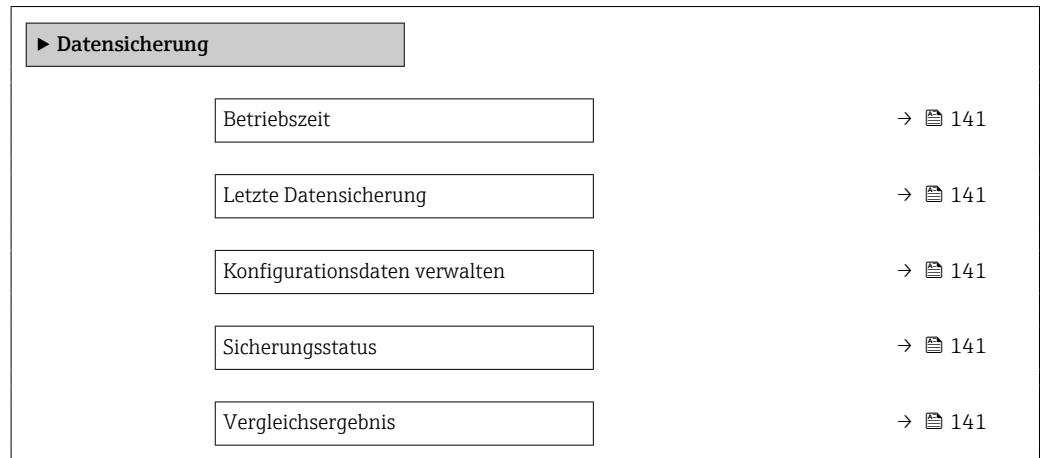 ▶ Datensicherung
Betriebszeit → 141
Letzte Datensicherung → 141
Konfigurationsdaten verwalten → 141
Sicherungsstatus → 141
Vergleichsergebnis → 141